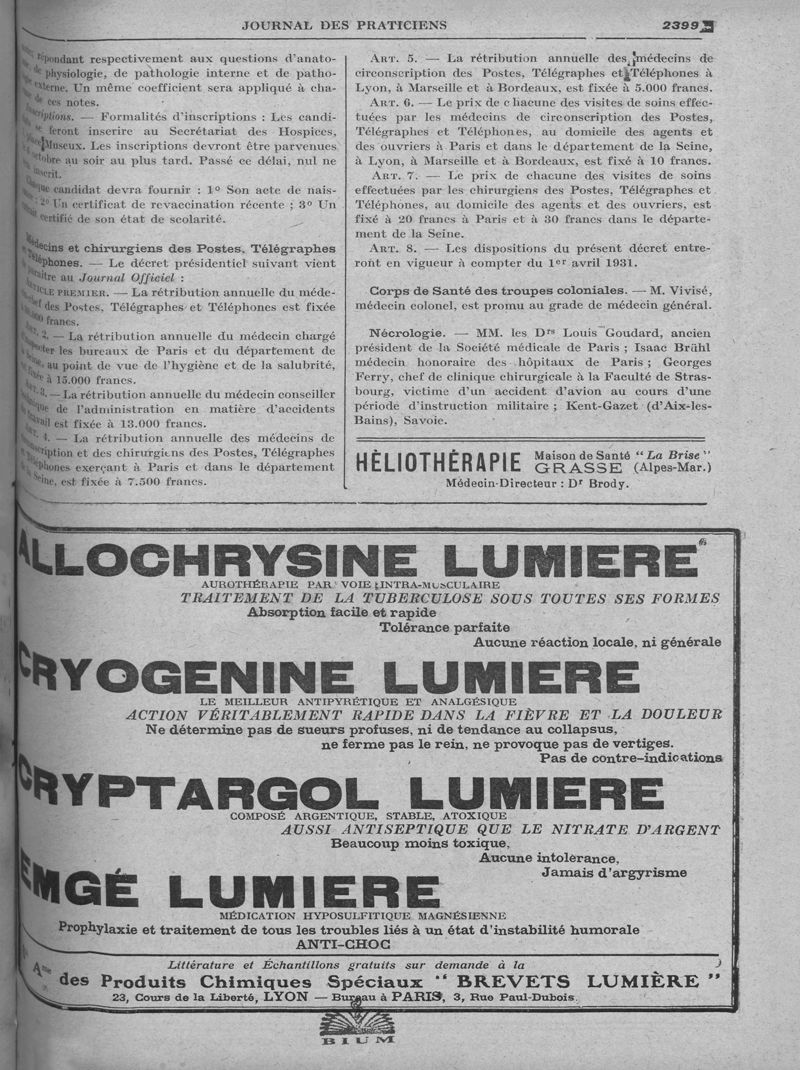 JOURNAL DES PRATICIENS
2399
répondant respectivement aux questions d'anato-
physiologie, de pathologie interne et de patho-
externe. Un même coefficient sera appliqué à cha-
de ces notes.
Inscriptions. — Formalités d'inscriptions : Les candi-
se feront inscrire au Secrétariat des Hospices,
Museux. Les inscriptions devront être parvenues
octobre au soir au plus tard. Passé ce délai, nul ne
inscrit.
Chaque candidat devra fournir : 1° Son acte de nais-
2° Un certificat de revaccination récente ; 3° Un
certifié de son état de scolarité.
Médecins et chirurgiens des Postes, Télégraphes
Téléphones. — Le décret présidentiel suivant vient
paraître au Journal Officiel :
ARTICLE PREMIER. — La rétribution annuelle du méde-
chef des Postes, Télégraphes et Téléphones est fixée
francs.
ART. 2. — La rétribution annuelle du médecin chargé
les bureaux de Paris et du département de
Seine, au point de vue de l'hygiène et de la salubrité,
fixée à 15.000 francs.
ART. 3. — La rétribution annuelle du médecin conseiller
de l'administration en matière d'accidents
travail est fixée à 13.000 francs.
ART. 4. — La rétribution annuelle des médecins de
circonscription et des chirurgiens des Postes, Télégraphes
Téléphones exerçant à Paris et dans le département
Seine, est fixée à 7.500 francs.
ART. 5. — La rétribution annuelle des médecins de
circonscription des Postes, Télégraphes et Téléphones à
Lyon, à Marseille et à Bordeaux, est fixée à 5.000 francs.
ART. 6. — Le prix de chacune des visites de soins effec-
tuées par les médecins de circonscription des Postes,
Télégraphes et Téléphones, au domicile des agents et
des ouvriers à Paris et dans le département de la Seine,
à Lyon, à Marseille et à Bordeaux, est fixé à 10 francs.
ART. 7. — Le prix de chacune des visites de soins
effectuées par les chirurgiens des Postes, Télégraphes et
Téléphones, au domicile des agents et des ouvriers, est
fixé à 20 francs à Paris et à 30 francs dans le départe-
ment de la Seine.
ART. 8. — Les dispositions du présent décret entre-
ront en vigueur à compter du 1er avril 1931.
Corps de Santé des troupes coloniales. — M. Vivisé,
médecin colonel, est promu au grade de médecin général.
Nécrologie. — MM. les Drs Louis Goudard, ancien
président de la Société médicale de Paris ; Isaac Brühl
médecin honoraire des hôpitaux de Paris ; Georges
Ferry, chef de clinique chirurgicale à la Faculté de Stras-
bourg, victime d'un accident d'avion au cours d'une
période d'instruction militaire ; Kent-Gazet (d'Aix-les-
Bains), Savoie.
HÉLIOTHÉRAPIE Maison de Santé "La Brise"
GRASSE (Alpes-Mar.)
Médecin-Directeur : Dr Brody.
ALLOCHRYSINE LUMIERE
AUROTHÉRAPIE PAR VOIE INTRA-MUSCULAIRE
TRAITEMENT DE LA TUBERCULOSE SOUS TOUTES SES FORMES
Absorption facile et rapide
Tolérance parfaite
Aucune réaction locale, ni générale
CRYOGENINE LUMIERE
LE MEILLEUR ANTIPYRÉTIQUE ET ANALGÉSIQUE
ACTION VÉRITABLEMENT RAPIDE DANS LA FIÈVRE ET LA DOULEUR
Ne détermine pas de sueurs profuses, ni de tendance au collapsus,
ne ferme pas le rein, ne provoque pas de vertiges.
Pas de contre-indications
CRYPTARGOL LUMIERE
COMPOSÉ ARGENTIQUE, STABLE, ATOXIQUE
AUSSI ANTISEPTIQUE QUE LE NITRATE D'ARGENT
Beaucoup moins toxique,
Aucune intolérance,
Jamais d'argyrisme
EMGÉ LUMIERE
MÉDICATION HYPOSULFITIQUE MAGNÉSIENNE
Prophylaxie et traitement de tous les troubles liés à un état d'instabilité humorale
ANTI-CHOC
Littérature et Échantillons gratuits sur demande à la
Ame des Produits Chimiques Spéciaux "BREVETS LUMIÈRE"
23, Cours de la Liberté, LYON — Bureau à PARIS, 3, Rue Paul-Dubois.
BIUM